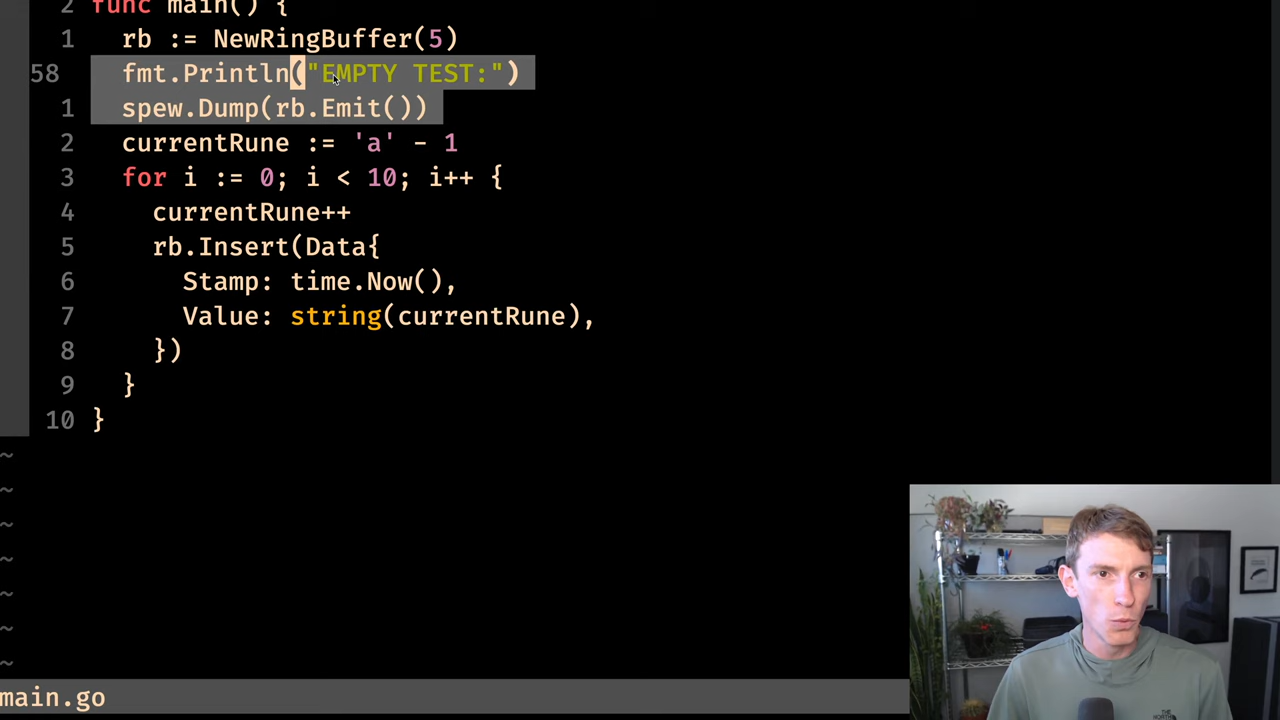 2 func main() {
1 rb := NewRingBuffer(5)
58 fmt.Println("EMPTY TEST:")
1 spew.Dump(rb.Emit())
2 currentRune := 'a' - 1
3 for i := 0; i < 10; i++ {
4 currentRune++
5 rb.Insert(Data{
6 Stamp: time.Now(),
7 Value: string(currentRune),
8 })
9 }
10 }
~
~
~
~
~
~
~
main.go